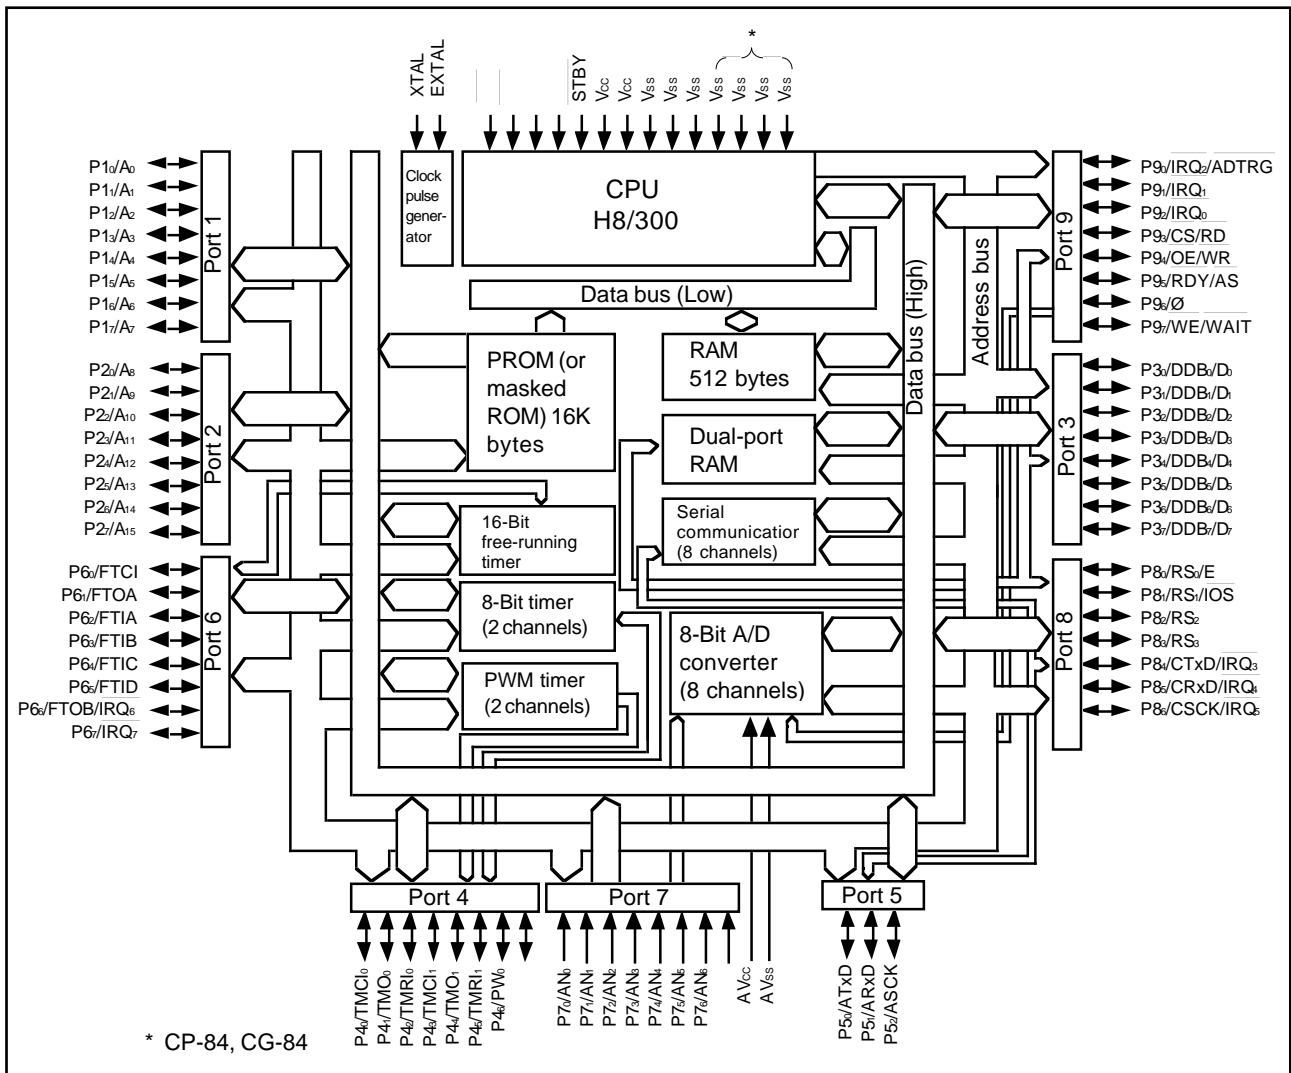 *
XTAL
EXTAL
STBY
Vcc
Vcc
Vss
Vss
Vss
Vss
Vss
Vss
Vss
P1₀/A₀
P1₁/A₁
P1₂/A₂
P1₃/A₃
P1₄/A₄
P1₅/A₅
P1₆/A₆
P1₇/A₇
Port 1
Clock
pulse
gener-
ator
CPU
H8/300
Port 9
P9₀/IRQ₂/ADTRG
P9₁/IRQ₁
P9₂/IRQ₀
P9₃/CS/RD
P9₄/OE/WR
P9₅/RDY/AS
P9₆/Ø
P9₇/WE/WAIT
Data bus (Low)
Data bus (High)
Address bus
P2₀/A₈
P2₁/A₉
P2₂/A₁₀
P2₃/A₁₁
P2₄/A₁₂
P2₅/A₁₃
P2₆/A₁₄
P2₇/A₁₅
Port 2
PROM (or
masked
ROM) 16K
bytes
RAM
512 bytes
Dual-port
RAM
Port 3
P3₀/DDB₀/D₀
P3₁/DDB₁/D₁
P3₂/DDB₂/D₂
P3₃/DDB₃/D₃
P3₄/DDB₄/D₄
P3₅/DDB₅/D₅
P3₆/DDB₆/D₆
P3₇/DDB₇/D₇
16-Bit
free-running
timer
Serial
communicatior
(8 channels)
P6₀/FTCI
P6₁/FTOA
P6₂/FTIA
P6₃/FTIB
P6₄/FTIC
P6₅/FTID
P6₆/FTOB/IRQ₆
P6₇/IRQ₇
Port 6
8-Bit timer
(2 channels)
PWM timer
(2 channels)
8-Bit A/D
converter
(8 channels)
Port 8
P8₀/RS₀/E
P8₁/RS₁/IOS
P8₂/RS₂
P8₃/RS₃
P8₄/CTxD/IRQ₃
P8₅/CRxD/IRQ₄
P8₆/CSCK/IRQ₅
Port 4
Port 7
Port 5
P4₀/TMCI₀
P4₁/TMO₀
P4₂/TMRI₀
P4₃/TMCI₁
P4₄/TMO₁
P4₅/TMRI₁
P4₆/PW₀
P7₀/AN₀
P7₁/AN₁
P7₂/AN₂
P7₃/AN₃
P7₄/AN₄
P7₅/AN₅
P7₆/AN₆
AVcc
AVss
P5₀/ATxD
P5₁/ARxD
P5₂/ASCK
* CP-84, CG-84